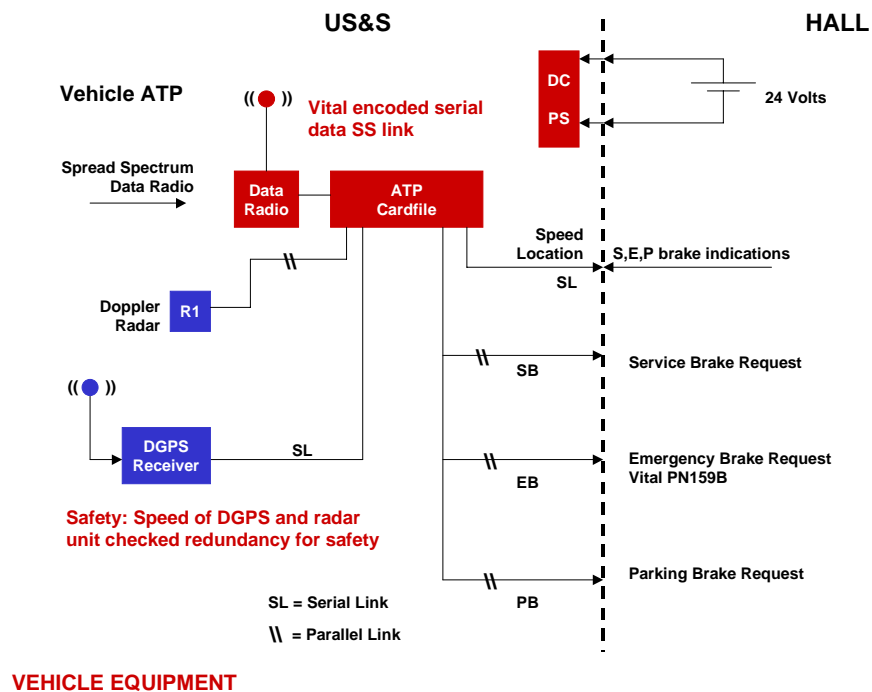 US&S
HALL
Vehicle ATP
(( ))
Vital encoded serial
data SS link
DC
PS
24 Volts
Spread Spectrum
Data Radio
Data
Radio
ATP
Cardfile
Speed
Location
S,E,P brake indications
SL
\\
Doppler
Radar
R1
\\
SB
Service Brake Request
(( ))
DGPS
Receiver
SL
\\
EB
Emergency Brake Request
Vital PN159B
Safety: Speed of DGPS and radar
unit checked redundancy for safety
\\
PB
Parking Brake Request
SL = Serial Link
\\ = Parallel Link
VEHICLE EQUIPMENT